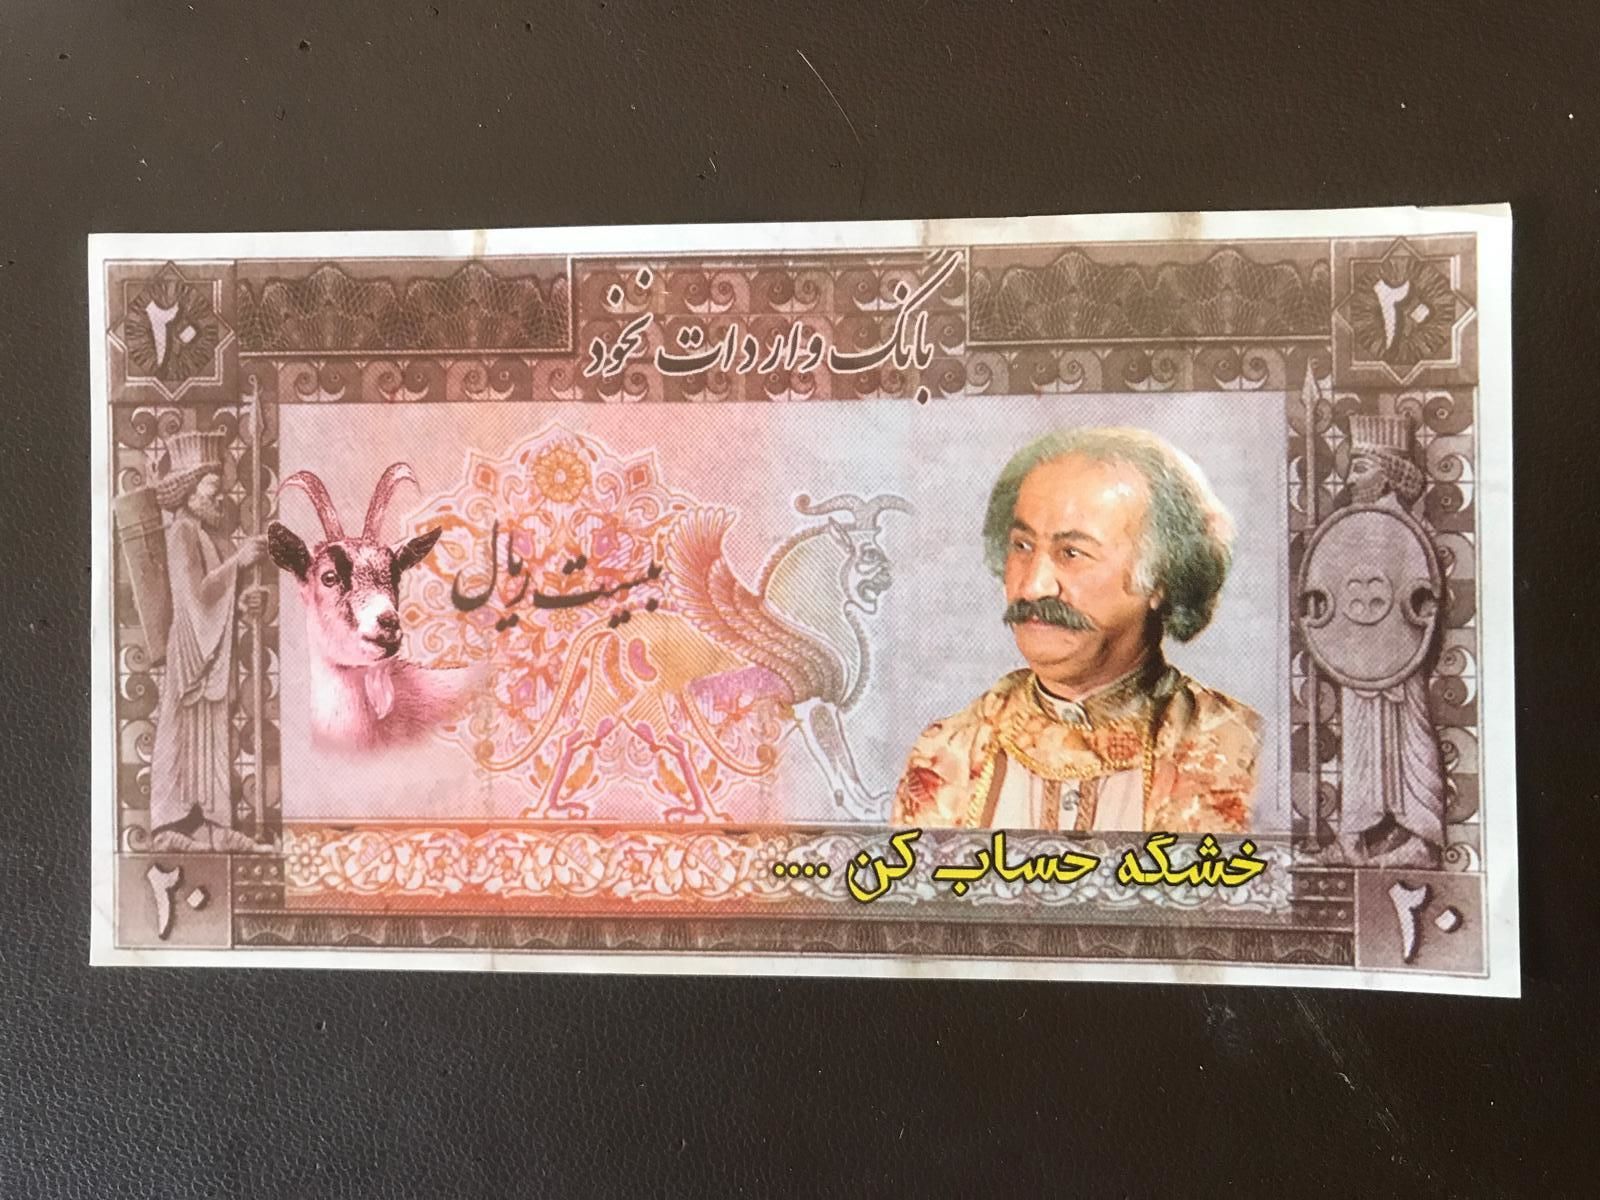 ۲۰
بانک واردات نخود
۲۰
بیست ریال
خشگه حساب کن ....
۲۰
۲۰